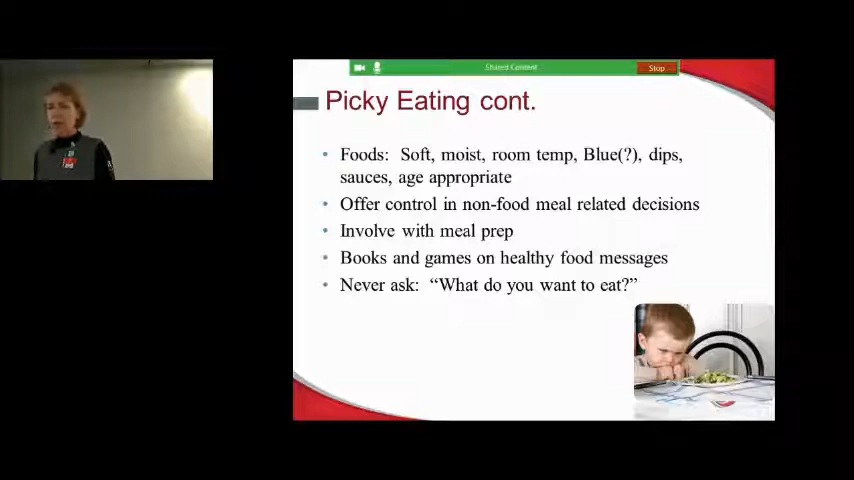 Shared Content
Stop
Picky Eating cont.
• Foods: Soft, moist, room temp, Blue(?), dips,
sauces, age appropriate
• Offer control in non-food meal related decisions
• Involve with meal prep
• Books and games on healthy food messages
• Never ask: “What do you want to eat?”